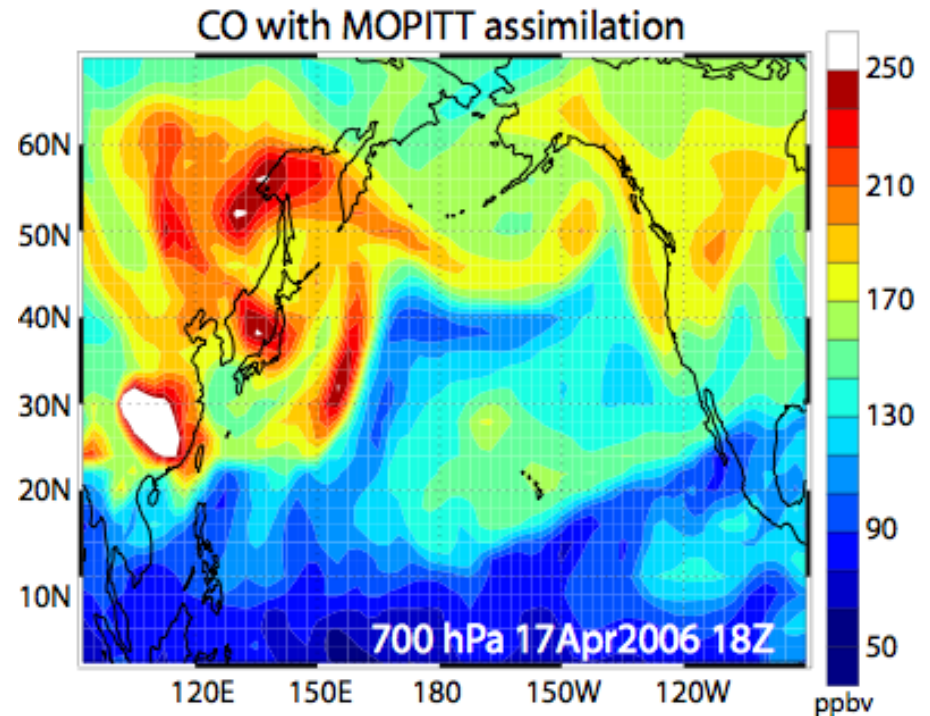 CO with MOPITT assimilation
60N
50N
40N
30N
20N
10N
700 hPa 17Apr2006 18Z
120E 150E 180 150W 120W
250
210
170
130
90
50
ppbv